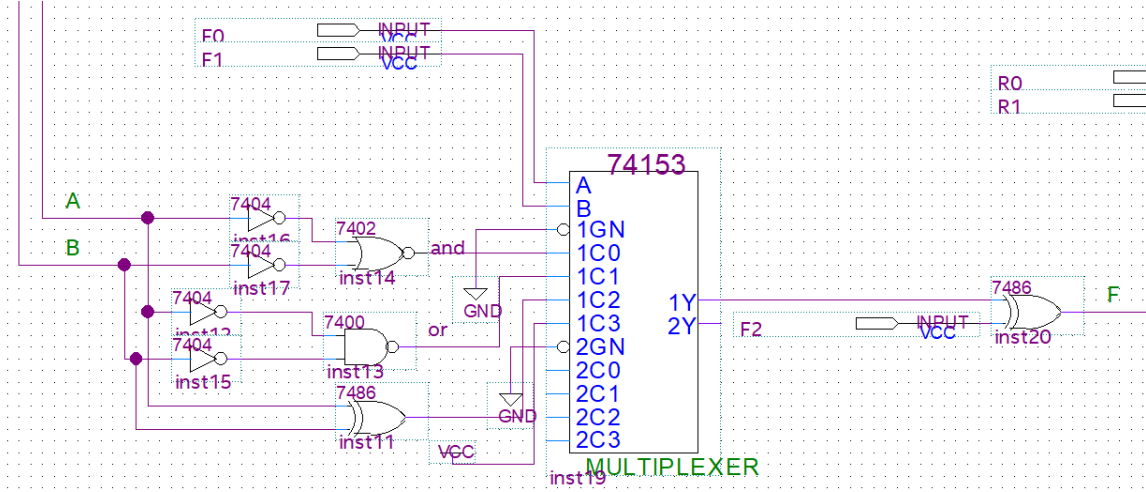 F0
INPUT
VCC
F1
INPUT
VCC
R0
R1
74153
A
B
1GN
1C0
1C1
1C2
1C3
2GN
2C0
2C1
2C2
2C3
1Y
2Y
MULTIPLEXER
inst19
A
B
7404
inst16
7404
inst17
7402
inst14
and
GND
7404
7404
inst15
7400
inst13
or
7486
inst11
GND
VCC
F2
INPUT
VCC
7486
inst20
F